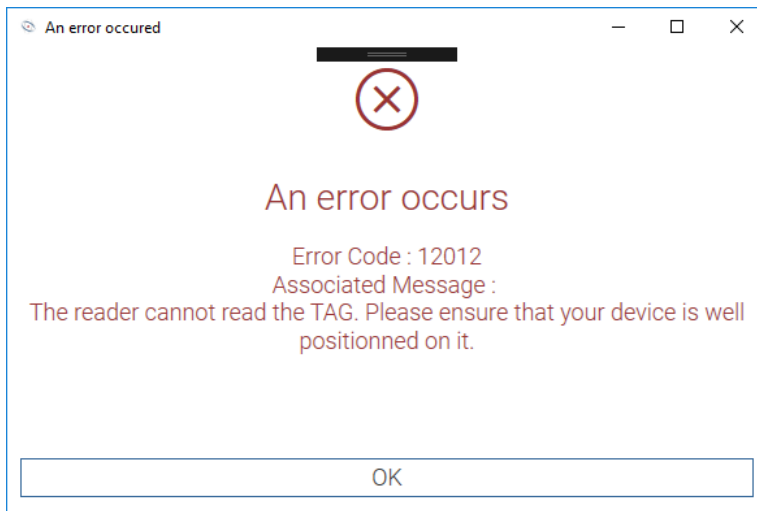 An error occured
An error occurs
Error Code : 12012
Associated Message :
The reader cannot read the TAG. Please ensure that your device is well
positionned on it.
OK